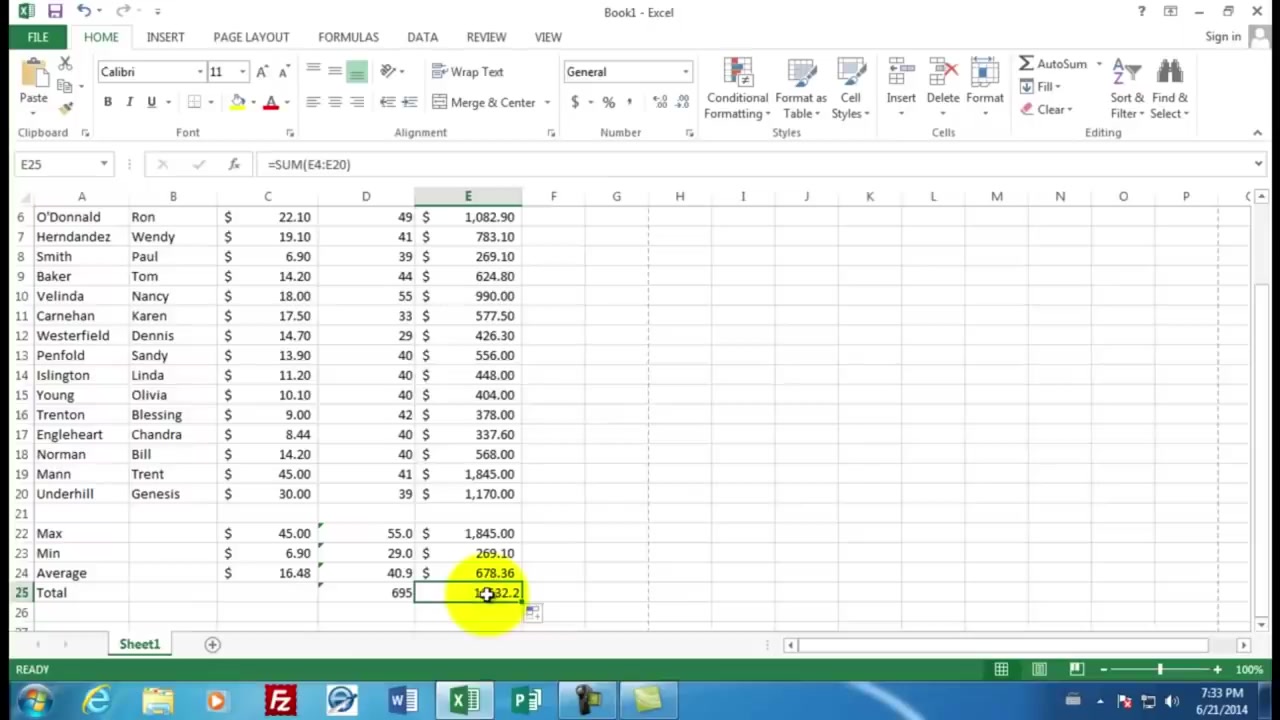 Book1 - Excel
FILE HOME INSERT PAGE LAYOUT FORMULAS DATA REVIEW VIEW Sign in
Calibri 11 Wrap Text General AutoSum
Paste B I U Merge & Center $ % Conditional Formatting Format as Table Cell Styles Insert Delete Format Fill Clear Sort & Filter Find & Select
Clipboard Font Alignment Number Styles Cells Editing
E25 fx =SUM(E4:E20)
A B C D E F G H I J K L M N O P
6 O'Donnald Ron $ 22.10 49 $ 1,082.90
7 Herndandez Wendy $ 19.10 41 $ 783.10
8 Smith Paul $ 6.90 39 $ 269.10
9 Baker Tom $ 14.20 44 $ 624.80
10 Velinda Nancy $ 18.00 55 $ 990.00
11 Carnehan Karen $ 17.50 33 $ 577.50
12 Westerfield Dennis $ 14.70 29 $ 426.30
13 Penfold Sandy $ 13.90 40 $ 556.00
14 Islington Linda $ 11.20 40 $ 448.00
15 Young Olivia $ 10.10 40 $ 404.00
16 Trenton Blessing $ 9.00 42 $ 378.00
17 Engleheart Chandra $ 8.44 40 $ 337.60
18 Norman Bill $ 14.20 40 $ 568.00
19 Mann Trent $ 45.00 41 $ 1,845.00
20 Underhill Genesis $ 30.00 39 $ 1,170.00
21
22 Max $ 45.00 55.0 $ 1,845.00
23 Min $ 6.90 29.0 $ 269.10
24 Average $ 16.48 40.9 $ 678.36
25 Total 695
26
Sheet1
READY 100%
7:33 PM
6/21/2014